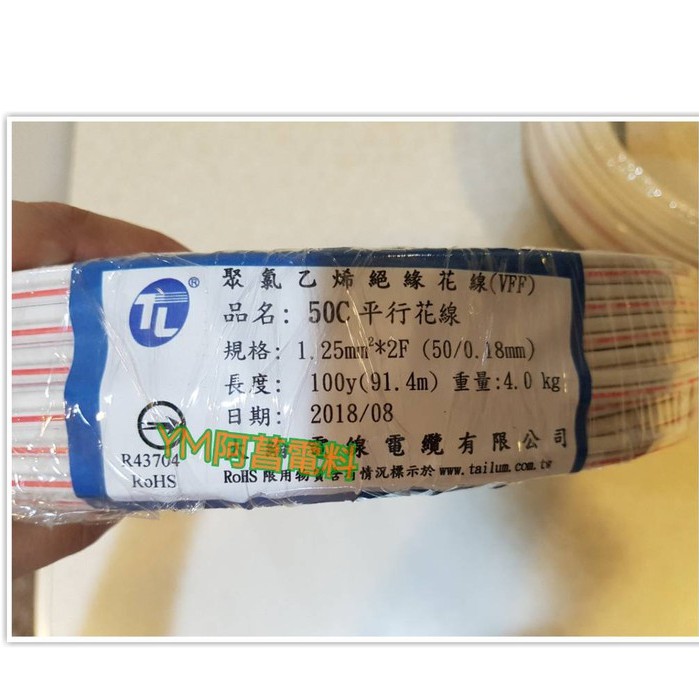 TL®
聚氯乙烯絕緣花線(VFF)
品名: 50C 平行花線
規格: 1.25mm²*2F (50/0.18mm)
長度: 100y(91.4m) 重量:4.0 kg
日期: 2018/08
YM阿菖電料
線電纜有限公司
R43704
RoHS
RoHS 限用物質含有情況標示於 www.tailum.com.tw